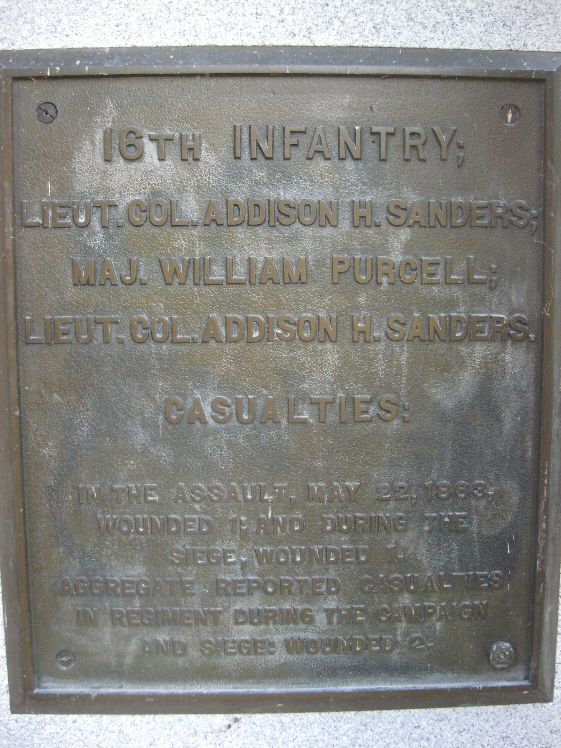 16TH INFANTRY;
LIEUT. COL. ADDISON H. SANDERS;
MAJ. WILLIAM PURCELL;
LIEUT. COL. ADDISON H. SANDERS.
CASUALTIES:
IN THE ASSAULT, MAY 22, 1863,
WOUNDED 1; AND DURING THE
SIEGE, WOUNDED 1.
AGGREGATE REPORTED CASUALTIES
IN REGIMENT DURING THE CAMPAIGN
AND SIEGE: WOUNDED 2.